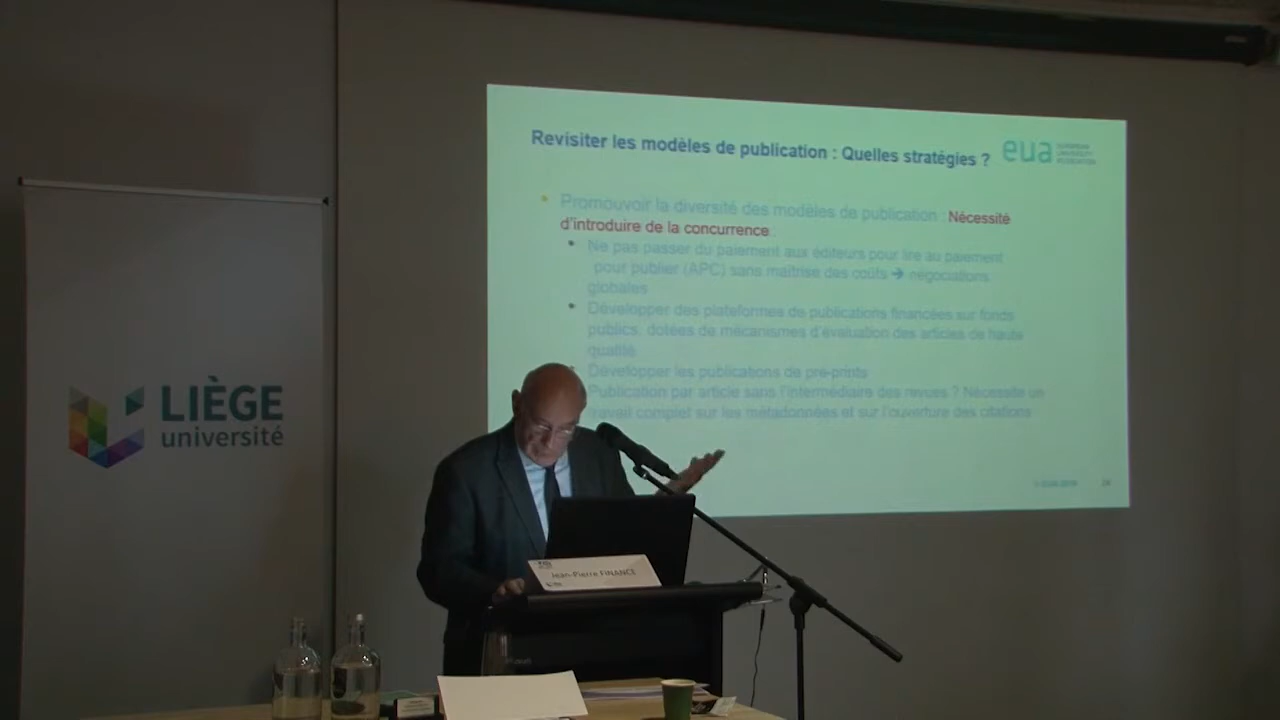 Revisiter les modèles de publication : Quelles stratégies ?
eua EUROPEAN
UNIVERSITY
ASSOCIATION
Promouvoir la diversité des modèles de publication : Nécessité
d'introduire de la concurrence :
Ne pas passer du paiement aux éditeurs pour lire au paiement
pour publier (APC) sans maîtrise des coûts → négociations
globales
Développer des plateformes de publications financées sur fonds
publics, dotées de mécanismes d'évaluation des articles de haute
qualité
Développer les publications de pré-prints
Publication par article sans l'intermédiaire des revues ? Nécessite un
travail complet sur les métadonnées et sur l'ouverture des citations
24
LIÈGE
université
Jean-Pierre FINANCE